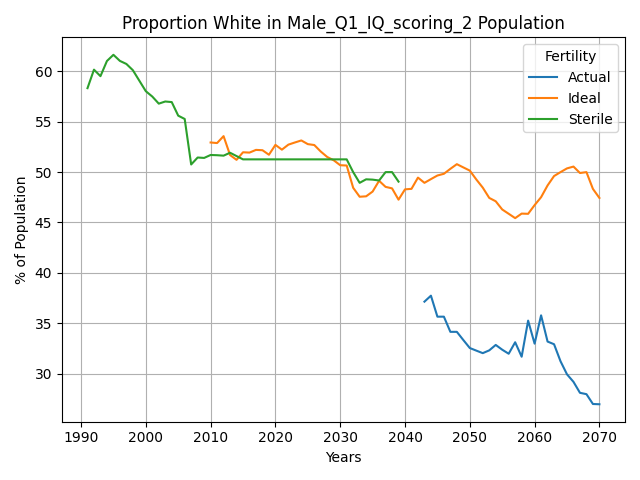 Proportion White in Male_Q1_IQ_scoring_2 Population
Fertility
Actual
Ideal
Sterile
% of Population
60
55
50
45
40
35
30
1990 2000 2010 2020 2030 2040 2050 2060 2070
Years